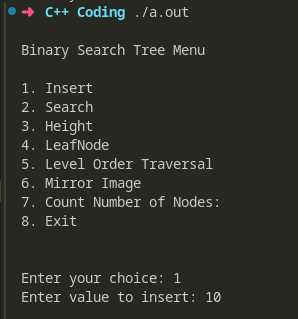 ➜ C++ Coding ./a.out
Binary Search Tree Menu
1. Insert
2. Search
3. Height
4. LeafNode
5. Level Order Traversal
6. Mirror Image
7. Count Number of Nodes:
8. Exit
Enter your choice: 1
Enter value to insert: 10